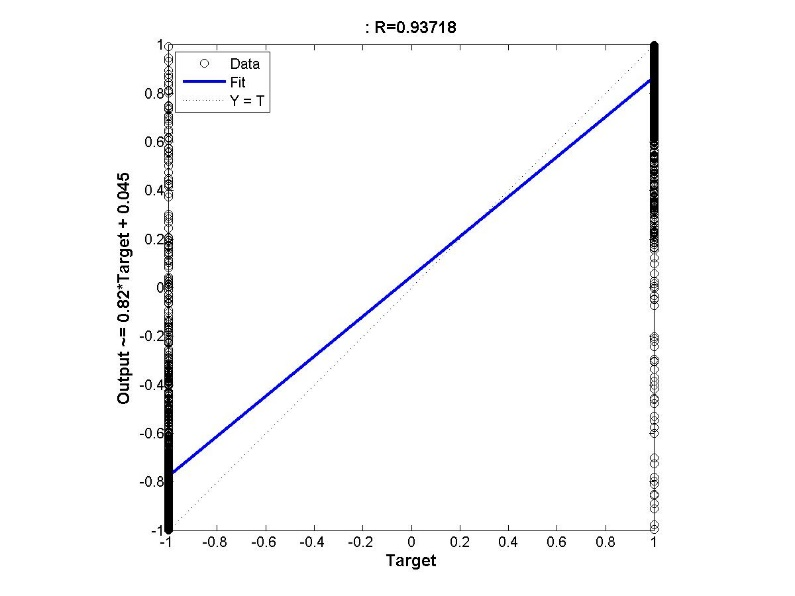 : R=0.93718
Output ~= 0.82*Target + 0.045
1
0.8
0.6
0.4
0.2
0
-0.2
-0.4
-0.6
-0.8
-1
Data
Fit
Y = T
-1 -0.8 -0.6 -0.4 -0.2 0 0.2 0.4 0.6 0.8 1
Target